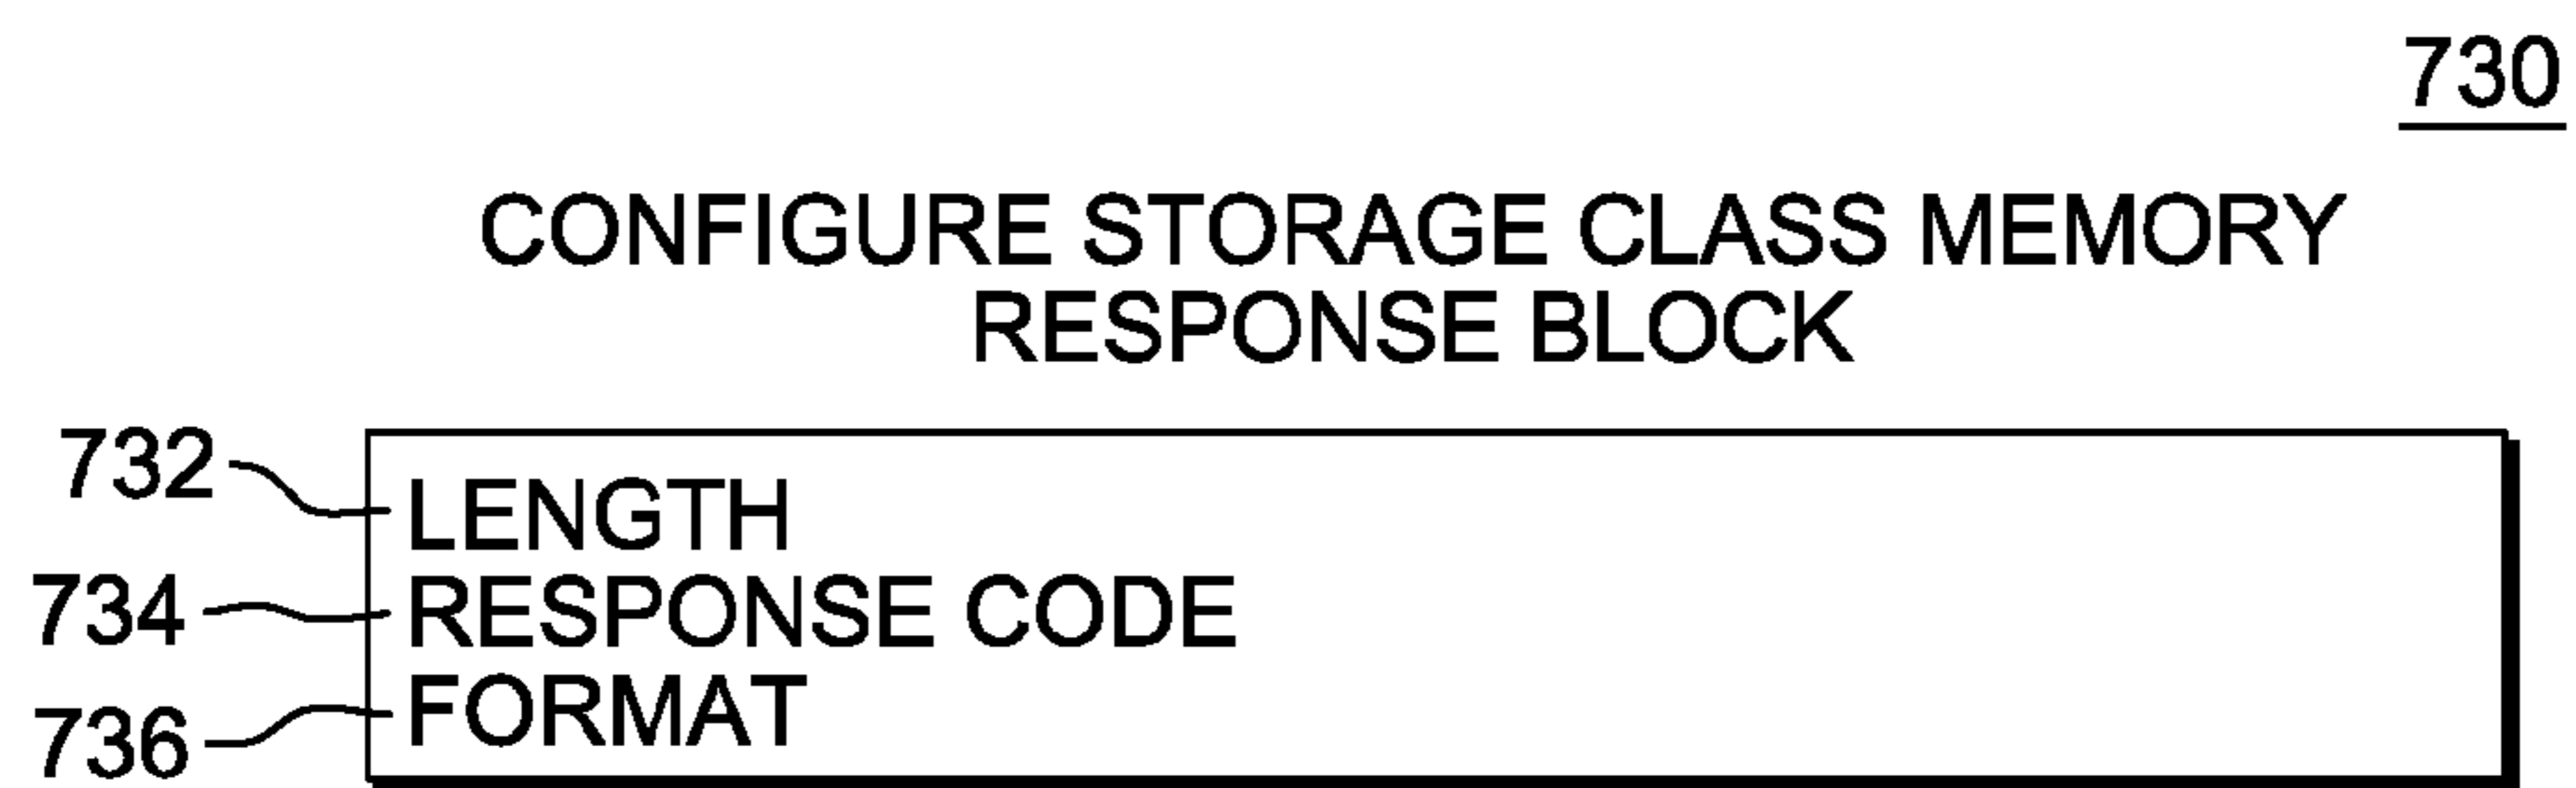 730
CONFIGURE STORAGE CLASS MEMORY
RESPONSE BLOCK
732 LENGTH
734 RESPONSE CODE
736 FORMAT